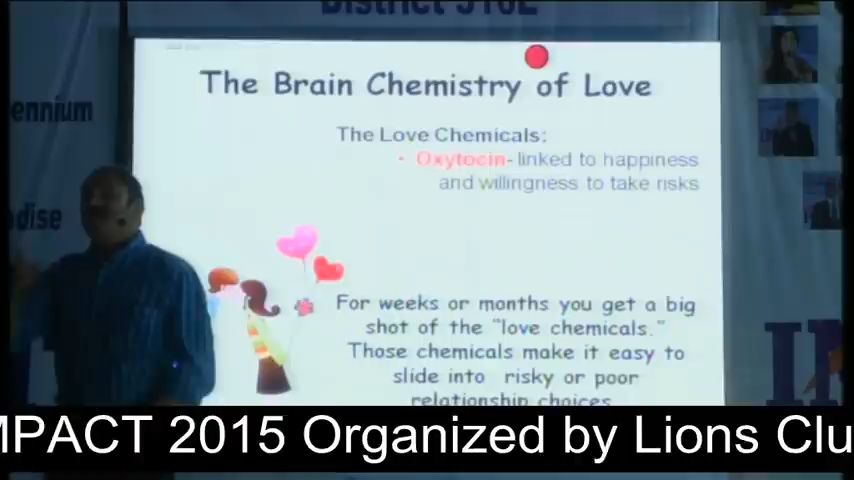 District 316E
The Brain Chemistry of Love
The Love Chemicals:
• Oxytocin- linked to happiness
and willingness to take risks
ennium
adise
For weeks or months you get a big
shot of the "love chemicals."
Those chemicals make it easy to
slide into risky or poor
relationship choices
MPACT 2015 Organized by Lions Clu